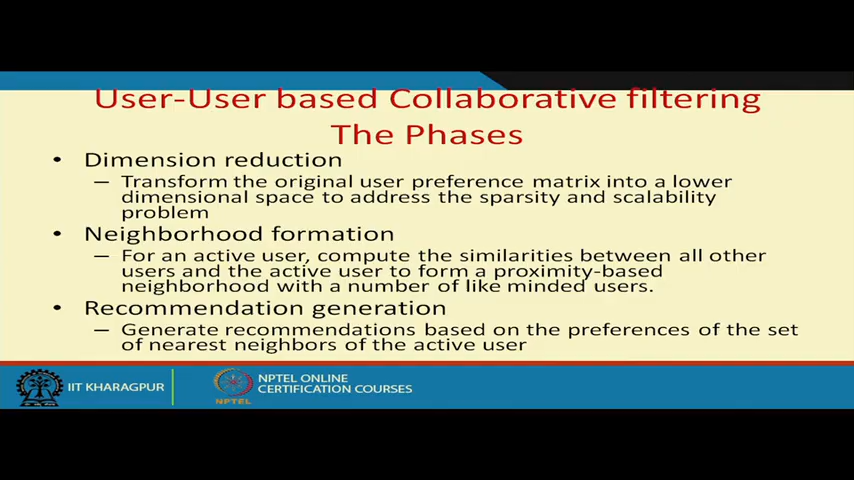 User-User based Collaborative filtering
The Phases
• Dimension reduction
– Transform the original user preference matrix into a lower
dimensional space to address the sparsity and scalability
problem
• Neighborhood formation
– For an active user, compute the similarities between all other
users and the active user to form a proximity-based
neighborhood with a number of like minded users.
• Recommendation generation
– Generate recommendations based on the preferences of the set
of nearest neighbors of the active user
IIT KHARAGPUR
NPTEL ONLINE
CERTIFICATION COURSES
NPTEL